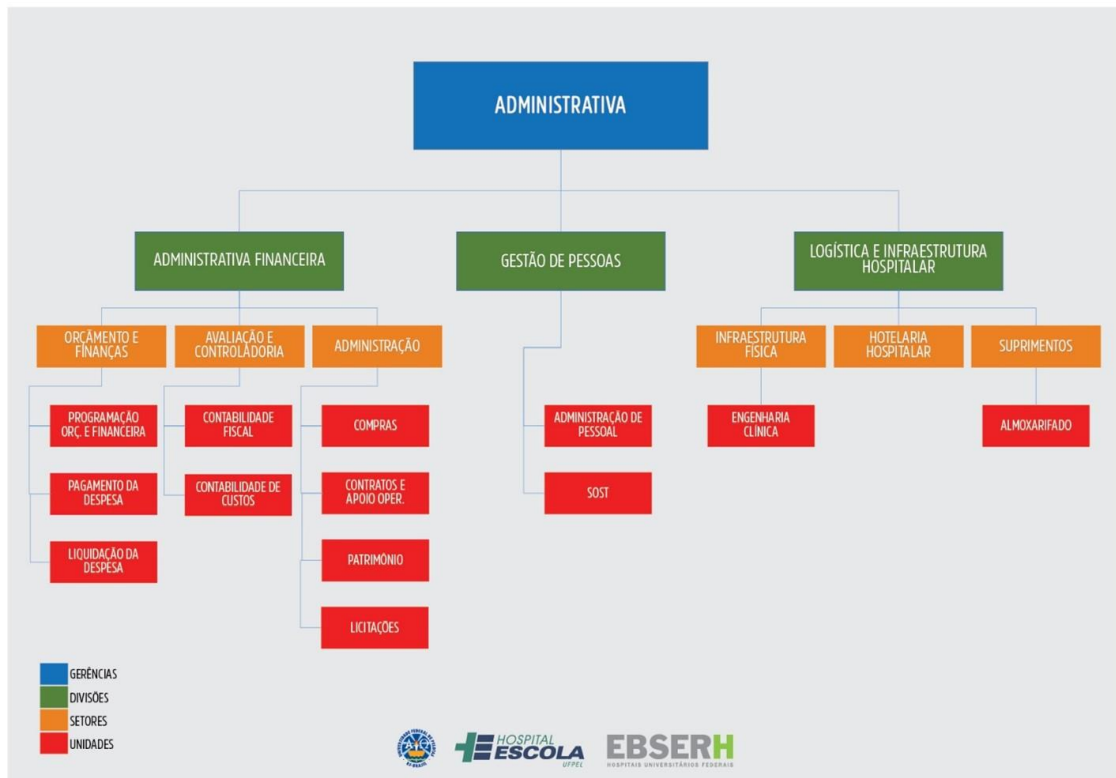 ADMINISTRATIVA
ADMINISTRATIVA FINANCEIRA
GESTÃO DE PESSOAS
LOGÍSTICA E INFRAESTRUTURA
HOSPITALAR
ORÇAMENTO E
FINANÇAS
AVALIAÇÃO E
CONTROLADORIA
ADMINISTRAÇÃO
INFRAESTRUTURA
FÍSICA
HOTELARIA
HOSPITALAR
SUPRIMENTOS
PROGRAMAÇÃO
ORÇ. E FINANCEIRA
CONTABILIDADE
FISCAL
COMPRAS
ADMINISTRAÇÃO DE
PESSOAL
ENGENHARIA
CLÍNICA
ALMOXARIFADO
PAGAMENTO DA
DESPESA
CONTABILIDADE DE
CUSTOS
CONTRATOS E
APOIO OPER.
SOST
LIQUIDAÇÃO DA
DESPESA
PATRIMÔNIO
LICITAÇÕES
GERÊNCIAS
DIVISÕES
SETORES
UNIDADES
HOSPITAL
ESCOLA
UFPEL
EBSERH
HOSPITAIS UNIVERSITÁRIOS FEDERAIS